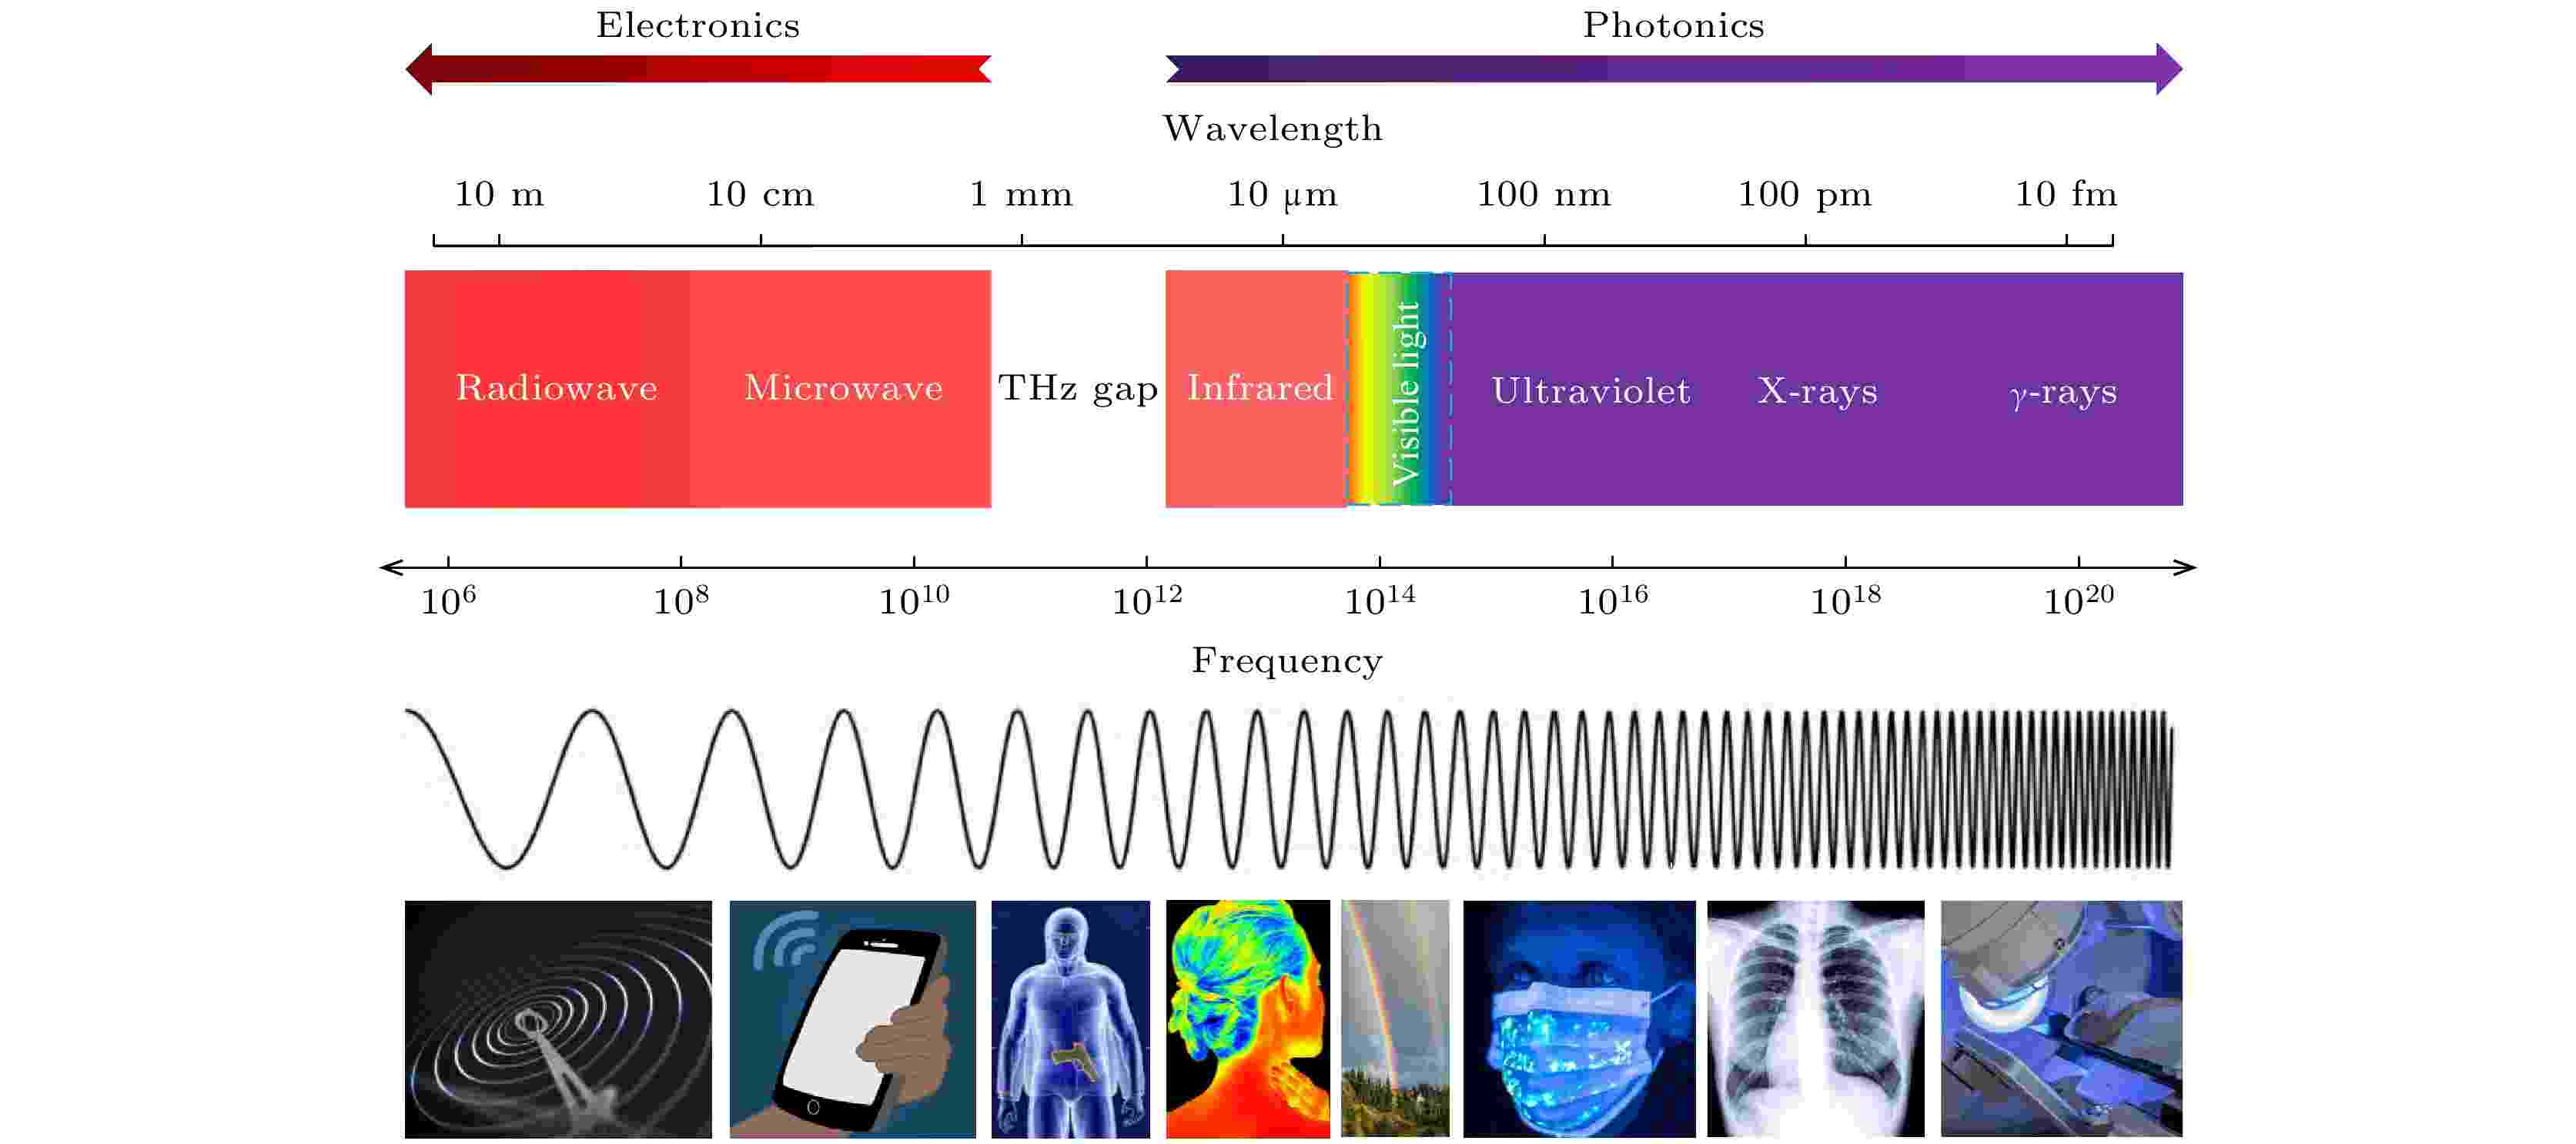 Electronics Photonics
Wavelength
10 m 10 cm 1 mm 10 µm 100 nm 100 pm 10 fm
Radiowave Microwave THz gap Infrared Visible light Ultraviolet X-rays γ-rays
10⁶ 10⁸ 10¹⁰ 10¹² 10¹⁴ 10¹⁶ 10¹⁸ 10²⁰
Frequency